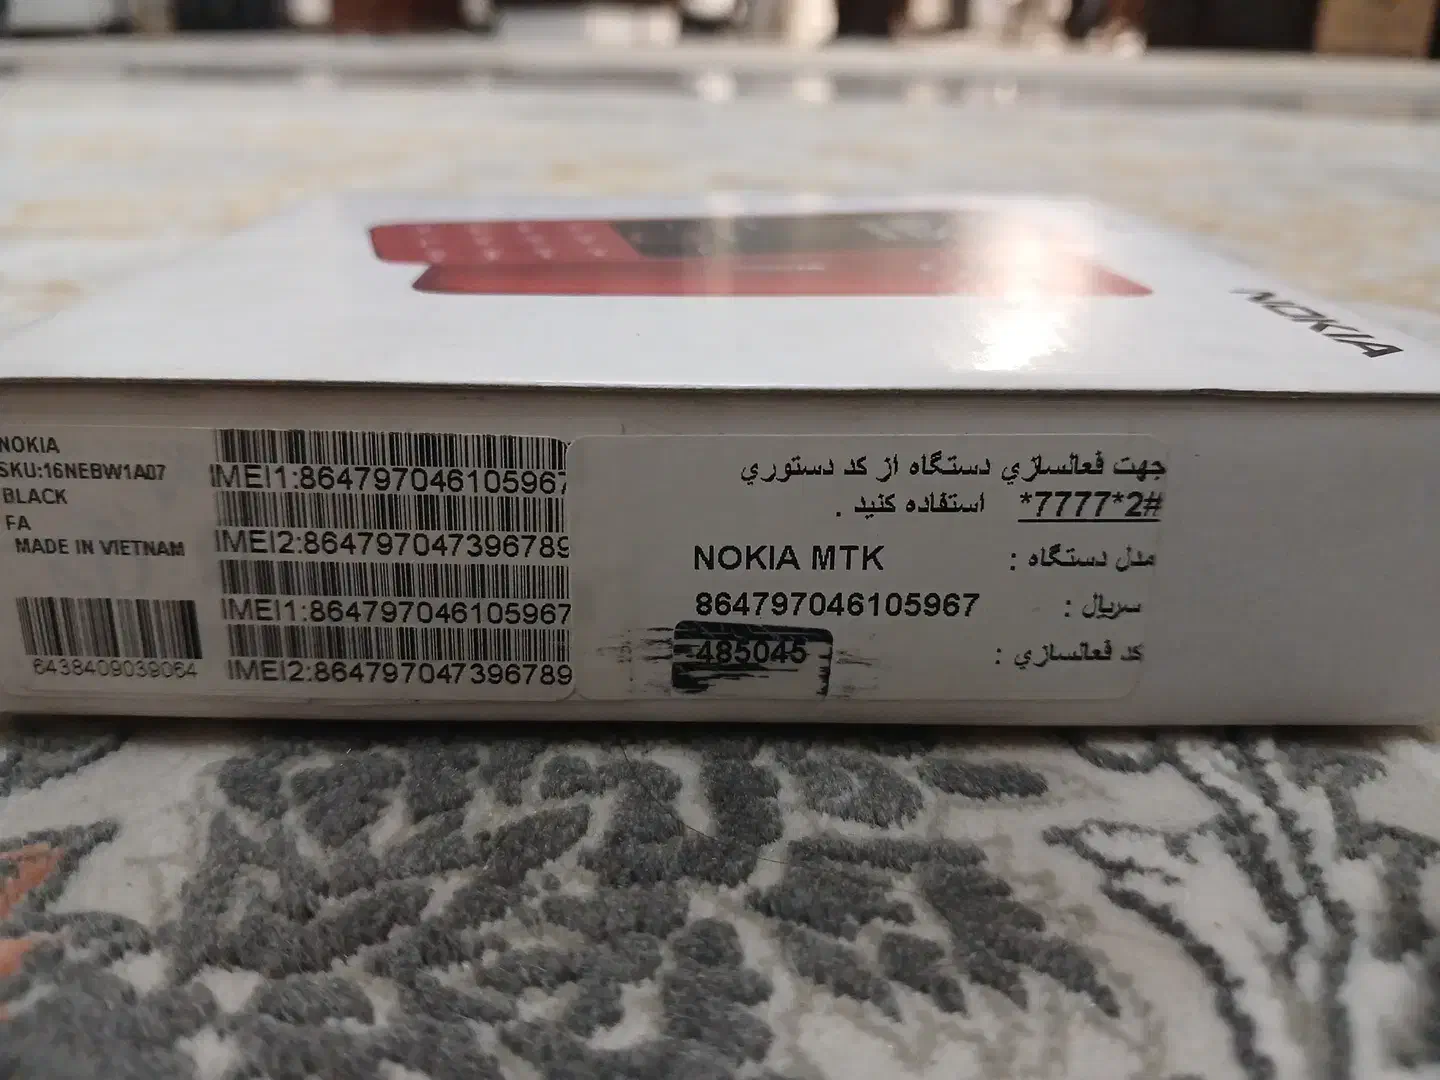 NOKIA
NOKIA
SKU:16NEBW1A07
BLACK
FA
MADE IN VIETNAM
6438409039064
IMEI1:864797046105967
IMEI2:864797047396789
IMEI1:864797046105967
IMEI2:864797047396789
جهت فعالسازي دستگاه از کد دستوري
*7777*2# استفاده کنید .
مدل دستگاه : NOKIA MTK
سریال : 864797046105967
کد فعالسازي : 485045